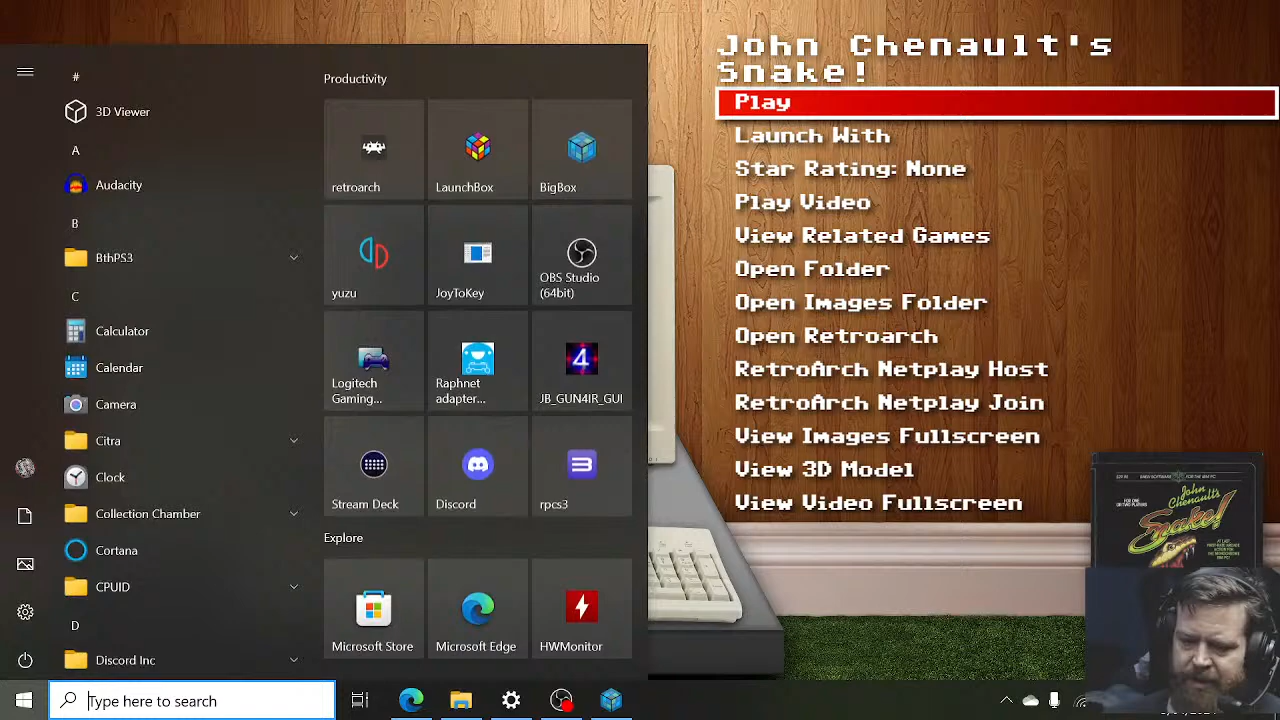 John Chenault's
Snake!
Play
Launch With
Star Rating: None
Play Video
View Related Games
Open Folder
Open Images Folder
Open Retroarch
RetroArch Netplay Host
RetroArch Netplay Join
View Images Fullscreen
View 3D Model
View Video Fullscreen
#
3D Viewer
A
Audacity
B
BthPS3
C
Calculator
Calendar
Camera
Citra
Clock
Collection Chamber
Cortana
CPUID
D
Discord Inc
Productivity
retroarch
LaunchBox
BigBox
yuzu
JoyToKey
OBS Studio
(64bit)
Logitech
Gaming...
Raphnet
adapter...
4
JB_GUN4IR_GUI
Stream Deck
Discord
rpcs3
Explore
Microsoft Store
Microsoft Edge
HWMonitor
John
Chenault's
Snake!
Type here to search